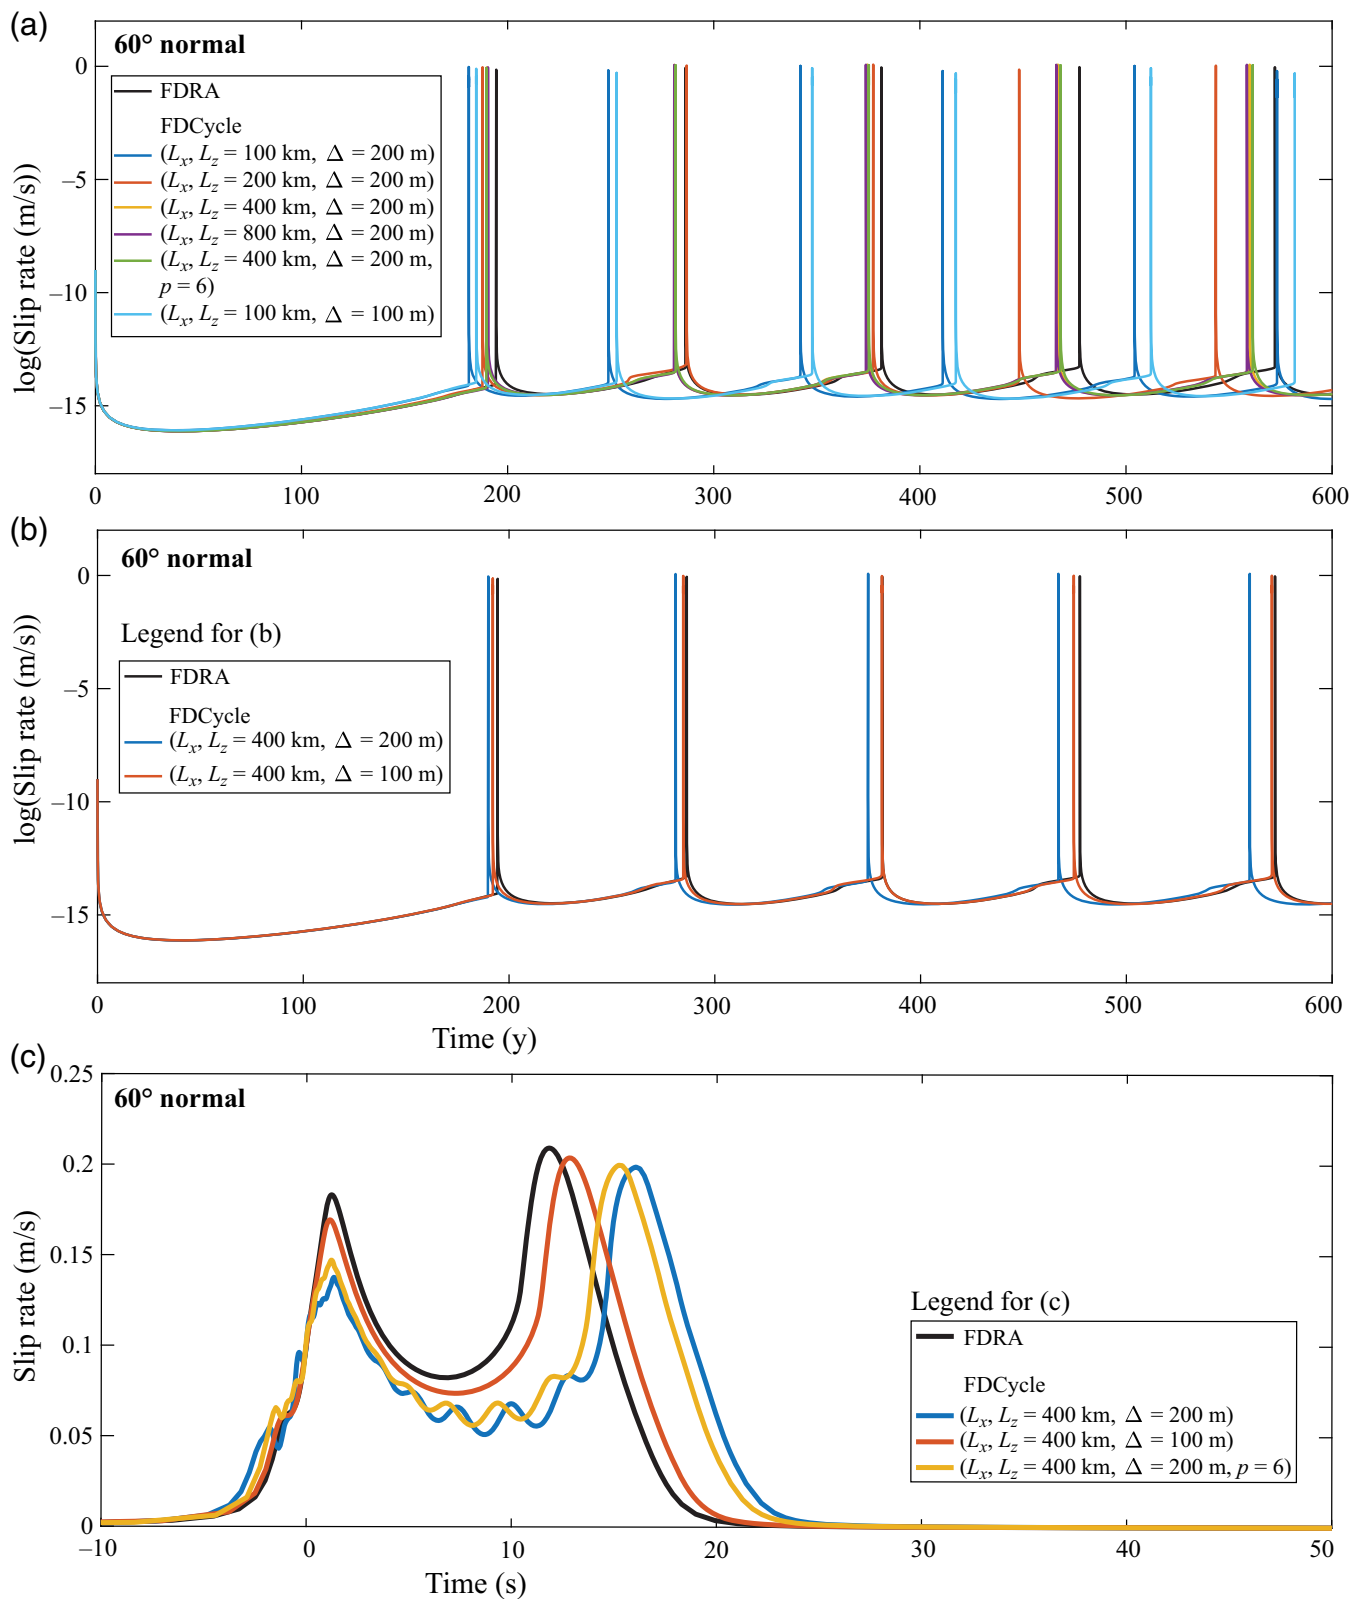 (a)
60° normal
FDRA
FDCycle
(Lx, Lz = 100 km, Δ = 200 m)
(Lx, Lz = 200 km, Δ = 200 m)
(Lx, Lz = 400 km, Δ = 200 m)
(Lx, Lz = 800 km, Δ = 200 m)
(Lx, Lz = 400 km, Δ = 200 m,
p = 6)
(Lx, Lz = 100 km, Δ = 100 m)
log(Slip rate (m/s))
0
–5
–10
–15
0 100 200 300 400 500 600
(b)
60° normal
Legend for (b)
FDRA
FDCycle
(Lx, Lz = 400 km, Δ = 200 m)
(Lx, Lz = 400 km, Δ = 100 m)
log(Slip rate (m/s))
0
–5
–10
–15
0 100 200 300 400 500 600
Time (y)
(c)
60° normal
Slip rate (m/s)
0.25
0.2
0.15
0.1
0.05
0
Legend for (c)
FDRA
FDCycle
(Lx, Lz = 400 km, Δ = 200 m)
(Lx, Lz = 400 km, Δ = 100 m)
(Lx, Lz = 400 km, Δ = 200 m, p = 6)
–10 0 10 20 30 40 50
Time (s)